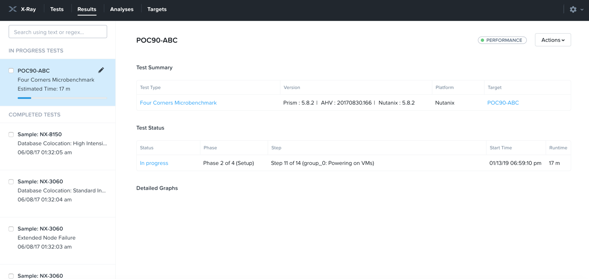 X-Ray Tests Results Analyses Targets
Search using text or regex...
IN PROGRESS TESTS
POC90-ABC
Four Corners Microbenchmark
Estimated Time: 17 m
COMPLETED TESTS
Sample: NX-8150
Database Colocation: High Intensi...
06/08/17 01:32:05 am
Sample: NX-3060
Database Colocation: Standard In...
06/08/17 01:32:04 am
Sample: NX-3060
Extended Node Failure
06/08/17 01:32:03 am
Sample: NX-3060
POC90-ABC
PERFORMANCE
Actions
Test Summary
Test Type Version Platform Target
Four Corners Microbenchmark Prism : 5.8.2 | AHV : 20170830.166 | Nutanix : 5.8.2 Nutanix POC90-ABC
Test Status
Status Phase Step Start Time Runtime
In progress Phase 2 of 4 (Setup) Step 11 of 14 (group_0: Powering on VMs) 01/13/19 06:59:10 pm 17 m
Detailed Graphs